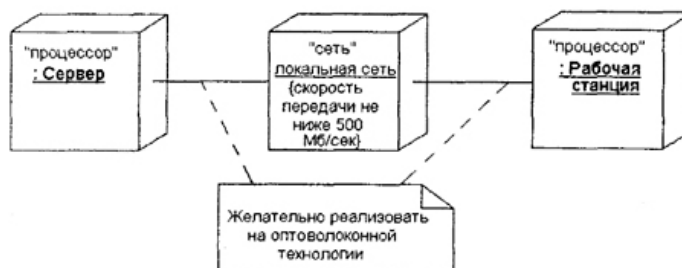 "процессор"
: Сервер
"сеть"
локальная сеть
{скорость
передачи не
ниже 500
Мб/сек}
"процессор"
: Рабочая
станция
Желательно реализовать
на оптоволоконной
технологии